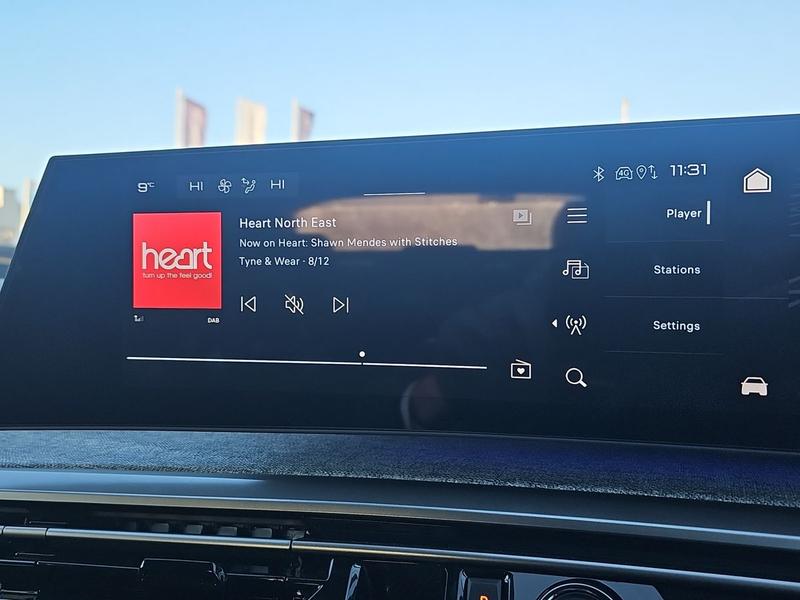 9°C HI HI
4G 11:31
heart
turn up the feel good!
DAB
Heart North East
Now on Heart: Shawn Mendes with Stitches
Tyne & Wear · 8/12
Player
Stations
Settings